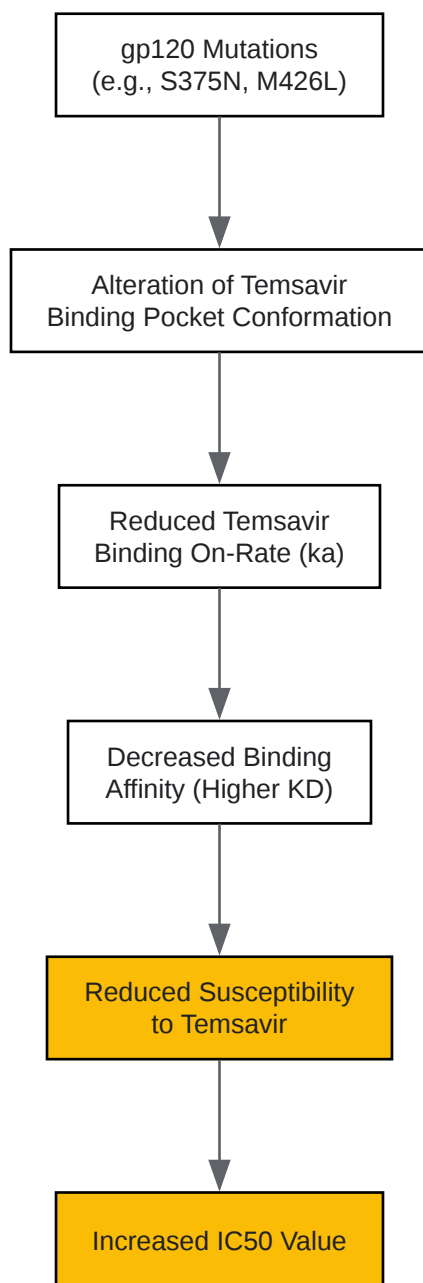 gp120 Mutations
(e.g., S375N, M426L)
Alteration of Temsavir
Binding Pocket Conformation
Reduced Temsavir
Binding On-Rate (ka)
Decreased Binding
Affinity (Higher KD)
Reduced Susceptibility
to Temsavir
Increased IC50 Value